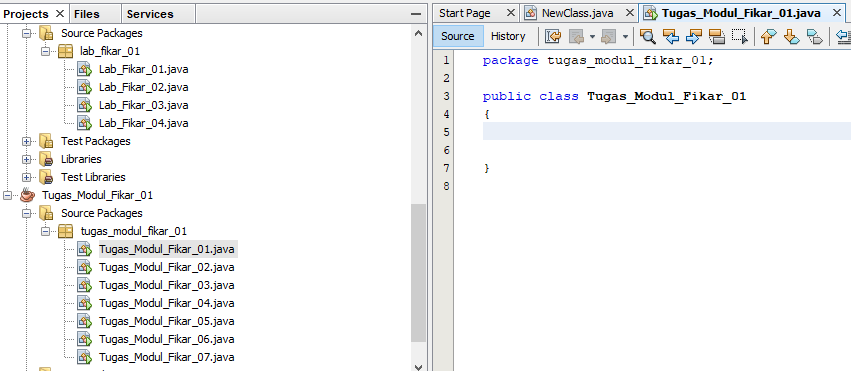 Projects Files Services
Source Packages
lab_fikar_01
Lab_Fikar_01.java
Lab_Fikar_02.java
Lab_Fikar_03.java
Lab_Fikar_04.java
Test Packages
Libraries
Test Libraries
Tugas_Modul_Fikar_01
Source Packages
tugas_modul_fikar_01
Tugas_Modul_Fikar_01.java
Tugas_Modul_Fikar_02.java
Tugas_Modul_Fikar_03.java
Tugas_Modul_Fikar_04.java
Tugas_Modul_Fikar_05.java
Tugas_Modul_Fikar_06.java
Tugas_Modul_Fikar_07.java
Start Page NewClass.java Tugas_Modul_Fikar_01.java
Source History
1 package tugas_modul_fikar_01;
2
3 public class Tugas_Modul_Fikar_01
4 {
5
6
7 }
8